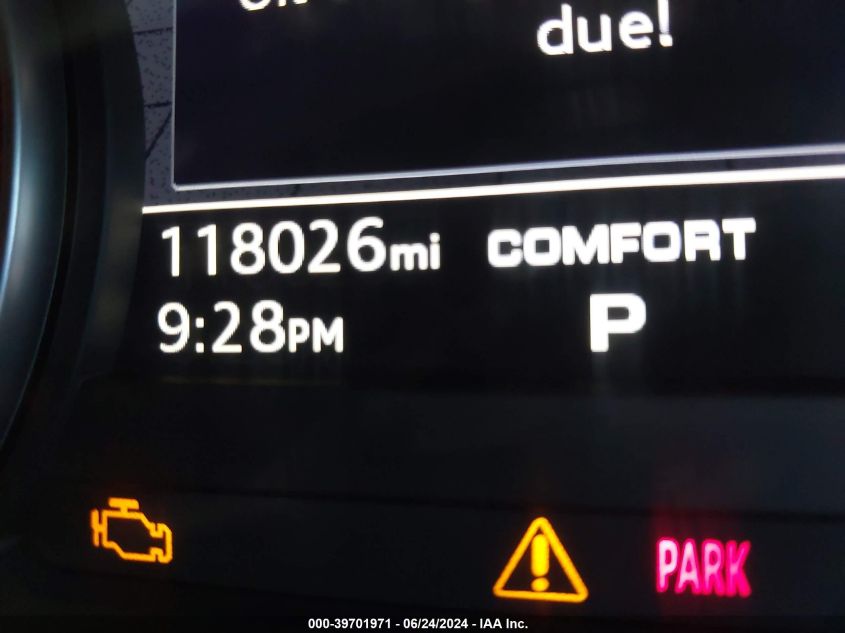 due!
118026mi COMFORT
9:28PM P
PARK
000-39701971 - 06/24/2024 - IAA Inc.